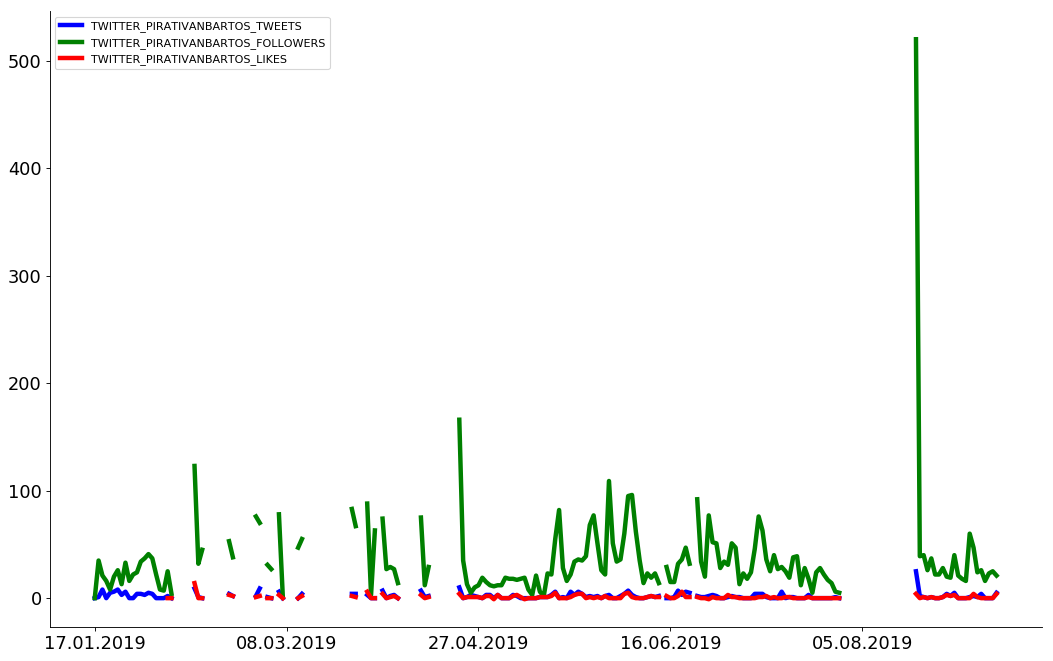 TWITTER_PIRATIVANBARTOS_TWEETS
TWITTER_PIRATIVANBARTOS_FOLLOWERS
TWITTER_PIRATIVANBARTOS_LIKES
500
400
300
200
100
0
17.01.2019 08.03.2019 27.04.2019 16.06.2019 05.08.2019